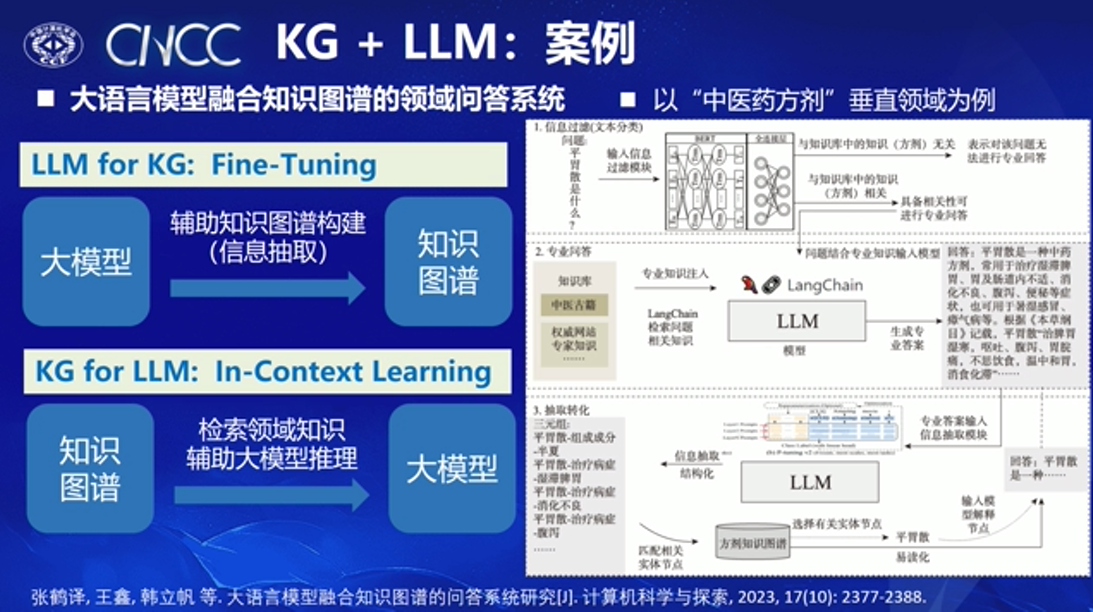 CNCC
KG + LLM：案例
■ 大语言模型融合知识图谱的领域问答系统
■ 以“中医药方剂”垂直领域为例
LLM for KG: Fine-Tuning
大模型
辅助知识图谱构建
（信息抽取）
知识
图谱
KG for LLM: In-Context Learning
知识
图谱
检索领域知识
辅助大模型推理
大模型
1. 信息过滤(文本分类)
问题:
平
胃
散
是
什
么
?
输入信息
过滤模块
BERT
全连接层
与知识库中的知识（方剂）无关
表示对该问题无
法进行专业回答
与知识库中的知识
（方剂）相关
具备相关性可
进行专业问答
2. 专业问答
问题结合专业知识输入模型
知识库
中医古籍
权威网站
专家知识
……
专业知识注入
LangChain
检索问题
相关知识
LangChain
LLM
模型
生成专
业答案
回答：平胃散是一种中药
方剂，常用于治疗湿滞脾
胃、胃及肠道内不适、消
化不良、腹泻、便秘等症
状，也可用于暑湿感冒、
瘴气病等。根据《本草纲
目》记载，平胃散“治脾胃
湿寒，呕吐、腹泻、胃脘
痛，不思饮食，温中和胃，
消食化滞”……
3. 抽取转化
三元组:
平胃散-组成成分
-半夏
平胃散-治疗病症
-湿滞脾胃
平胃散-治疗病症
-消化不良
平胃散-治疗病症
-腹泻
……
信息抽取
结构化
LLM
专业答案输入
信息抽取模块
回答：平胃散
是一种……
匹配相关
实体节点
方剂知识图谱
选择有关实体节点
平胃散
易读化
输入模
型解释
节点
张鹤译, 王鑫, 韩立帆 等. 大语言模型融合知识图谱的问答系统研究[J]. 计算机科学与探索, 2023, 17(10): 2377-2388.